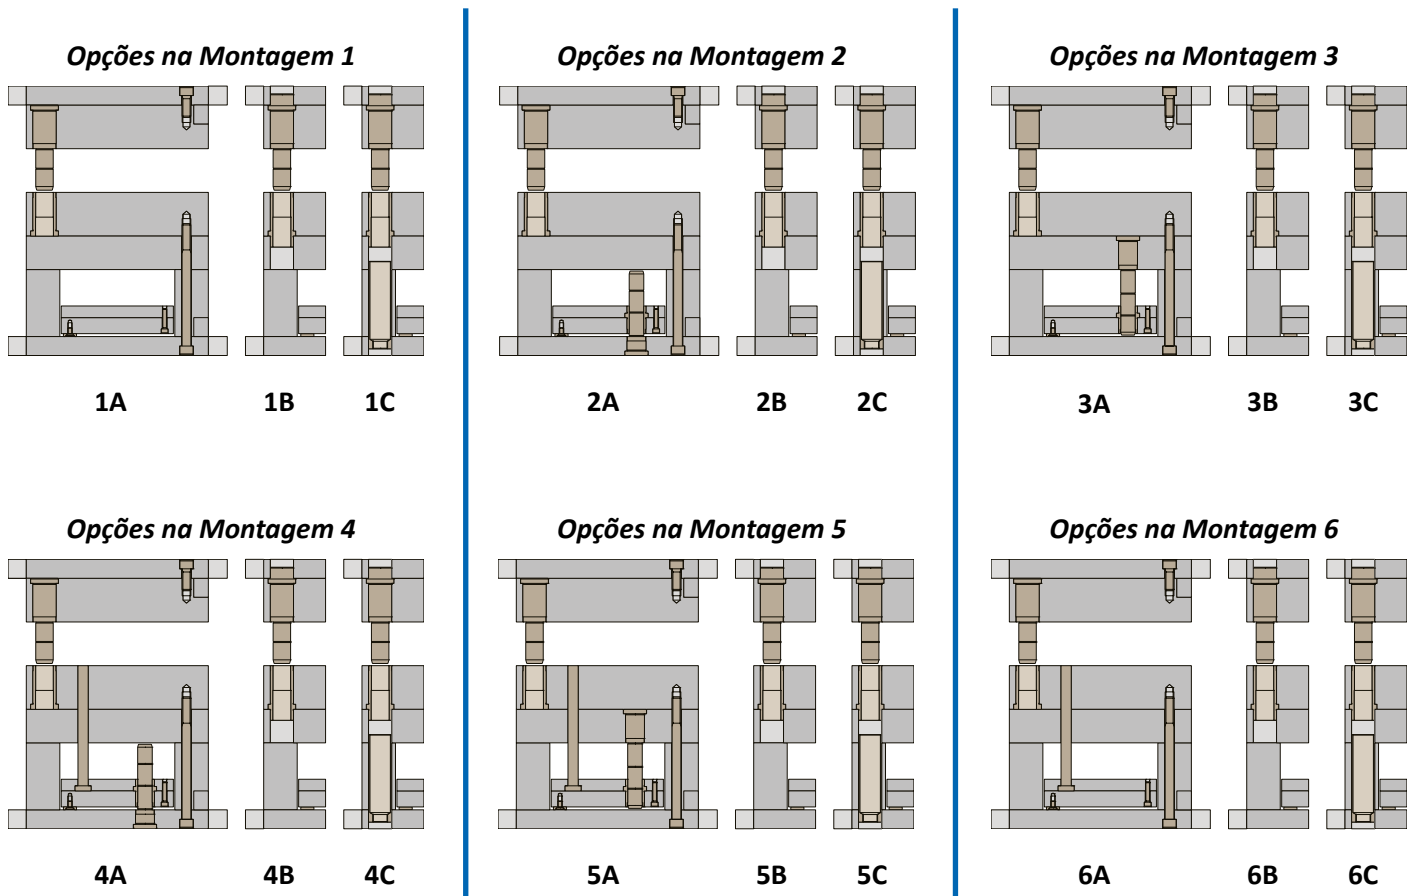 Opções na Montagem 1
Opções na Montagem 2
Opções na Montagem 3
1A
1B
1C
2A
2B
2C
3A
3B
3C
Opções na Montagem 4
Opções na Montagem 5
Opções na Montagem 6
4A
4B
4C
5A
5B
5C
6A
6B
6C